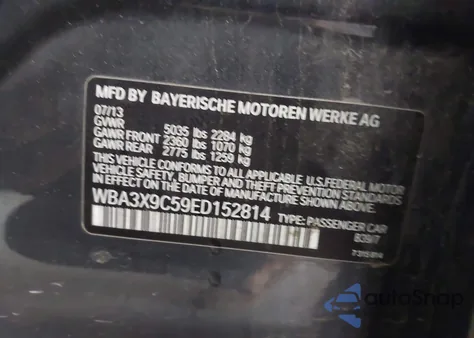 MFD BY BAYERISCHE MOTOREN WERKE AG
07/13
GVWR 5035 lbs 2284 kg
GAWR FRONT 2360 lbs 1070 kg
GAWR REAR 2775 lbs 1259 kg
THIS VEHICLE CONFORMS TO ALL APPLICABLE U.S.FEDERAL MOTOR
VEHICLE SAFETY, BUMPER AND THEFT PREVENTION STANDARDS
IN EFFECT ON THE DATE OF MANUFACTURE SHOWN ABOVE.
WBA3X9C59ED152814 TYPE: PASSENGER CAR
autoSnap